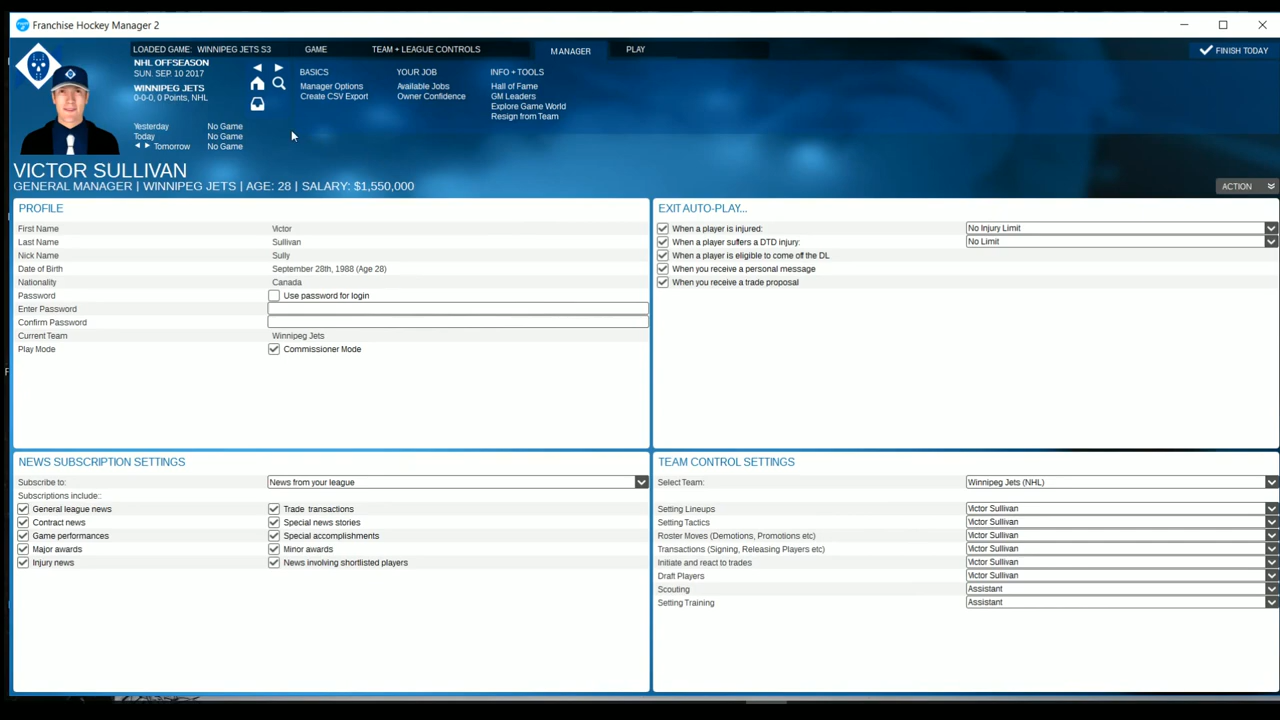 Franchise Hockey Manager 2
LOADED GAME: WINNIPEG JETS S3 GAME TEAM + LEAGUE CONTROLS MANAGER PLAY FINISH TODAY
NHL OFFSEASON
SUN. SEP. 10 2017
WINNIPEG JETS
0-0-0, 0 Points, NHL
Yesterday No Game
Today No Game
Tomorrow No Game
BASICS
Manager Options
Create CSV Export
YOUR JOB
Available Jobs
Owner Confidence
INFO + TOOLS
Hall of Fame
GM Leaders
Explore Game World
Resign from Team
VICTOR SULLIVAN
GENERAL MANAGER | WINNIPEG JETS | AGE: 28 | SALARY: $1,550,000
ACTION
PROFILE
First Name Victor
Last Name Sullivan
Nick Name Sully
Date of Birth September 28th, 1988 (Age 28)
Nationality Canada
Password Use password for login
Enter Password
Confirm Password
Current Team Winnipeg Jets
Play Mode Commissioner Mode
EXIT AUTO-PLAY...
When a player is injured: No Injury Limit
When a player suffers a DTD injury: No Limit
When a player is eligible to come off the DL
When you receive a personal message
When you receive a trade proposal
NEWS SUBSCRIPTION SETTINGS
Subscribe to: News from your league
Subscriptions include:
General league news Trade transactions
Contract news Special news stories
Game performances Special accomplishments
Major awards Minor awards
Injury news News involving shortlisted players
TEAM CONTROL SETTINGS
Select Team: Winnipeg Jets (NHL)
Setting Lineups Victor Sullivan
Setting Tactics Victor Sullivan
Roster Moves (Demotions, Promotions etc) Victor Sullivan
Transactions (Signing, Releasing Players etc) Victor Sullivan
Initiate and react to trades Victor Sullivan
Draft Players Victor Sullivan
Scouting Assistant
Setting Training Assistant